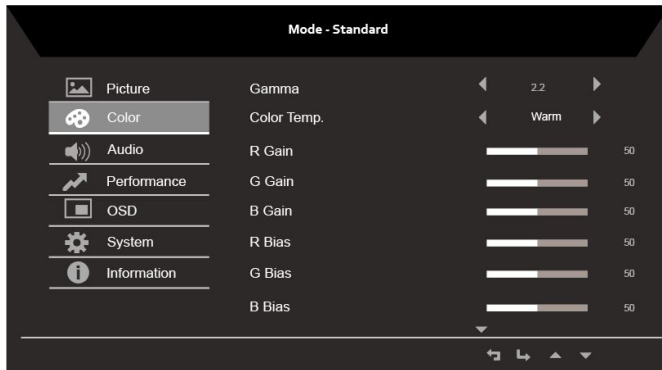 Mode - Standard
Picture
Color
Audio
Performance
OSD
System
Information
Gamma 2.2
Color Temp. Warm
R Gain 50
G Gain 50
B Gain 50
R Bias 50
G Bias 50
B Bias 50